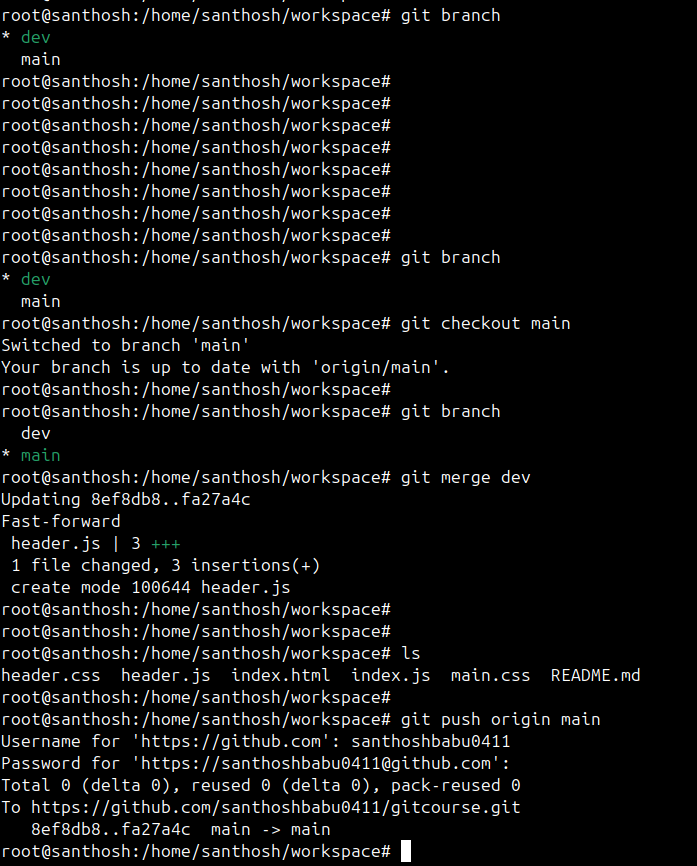 root@santhosh:/home/santhosh/workspace# git branch
* dev
  main
root@santhosh:/home/santhosh/workspace#
root@santhosh:/home/santhosh/workspace#
root@santhosh:/home/santhosh/workspace#
root@santhosh:/home/santhosh/workspace#
root@santhosh:/home/santhosh/workspace#
root@santhosh:/home/santhosh/workspace#
root@santhosh:/home/santhosh/workspace#
root@santhosh:/home/santhosh/workspace#
root@santhosh:/home/santhosh/workspace# git branch
* dev
  main
root@santhosh:/home/santhosh/workspace# git checkout main
Switched to branch 'main'
Your branch is up to date with 'origin/main'.
root@santhosh:/home/santhosh/workspace#
root@santhosh:/home/santhosh/workspace# git branch
  dev
* main
root@santhosh:/home/santhosh/workspace# git merge dev
Updating 8ef8db8..fa27a4c
Fast-forward
 header.js | 3 +++
 1 file changed, 3 insertions(+)
 create mode 100644 header.js
root@santhosh:/home/santhosh/workspace#
root@santhosh:/home/santhosh/workspace#
root@santhosh:/home/santhosh/workspace# ls
header.css  header.js  index.html  index.js  main.css  README.md
root@santhosh:/home/santhosh/workspace#
root@santhosh:/home/santhosh/workspace# git push origin main
Username for 'https://github.com': santhoshbabu0411
Password for 'https://santhoshbabu0411@github.com':
Total 0 (delta 0), reused 0 (delta 0), pack-reused 0
To https://github.com/santhoshbabu0411/gitcourse.git
   8ef8db8..fa27a4c  main -> main
root@santhosh:/home/santhosh/workspace#